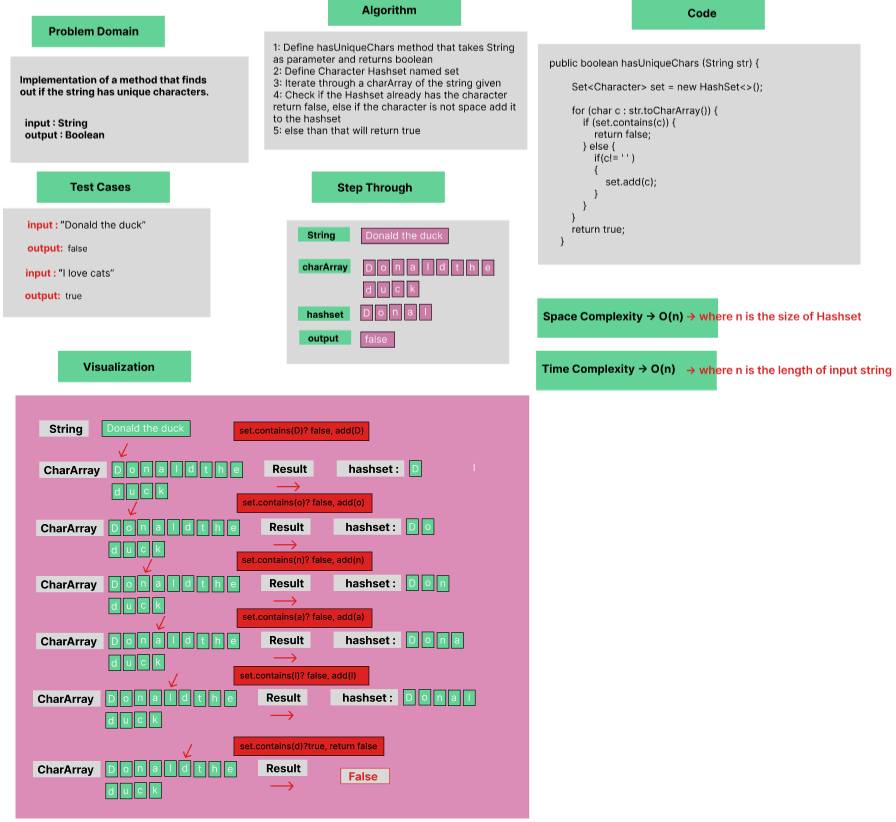 Problem Domain
Implementation of a method that finds
out if the string has unique characters.
input : String
output : Boolean
Algorithm
1: Define hasUniqueChars method that takes String
as parameter and returns boolean
2: Define Character Hashset named set
3: Iterate through a charArray of the string given
4: Check if the Hashset already has the character
return false, else if the character is not space add it
to the hashset
5: else than that will return true
Code
public boolean hasUniqueChars (String str) {
Set<Character> set = new HashSet<>();
for (char c : str.toCharArray()) {
if (set.contains(c)) {
return false;
} else {
if(c!= ' ' )
{
set.add(c);
}
}
}
return true;
}
Test Cases
input : "Donald the duck"
output: false
input : "I love cats"
output: true
Step Through
String Donald the duck
charArray D o n a l d t h e
d u c k
hashset D o n a l
output false
Space Complexity → O(n) → where n is the size of Hashset
Time Complexity → O(n) → where n is the length of input string
Visualization
String Donald the duck set.contains(D)? false, add(D)
CharArray D o n a l d t h e Result hashset : D l
d u c k
set.contains(o)? false, add(o)
CharArray D o n a l d t h e Result hashset : D o
d u c k
set.contains(n)? false, add(n)
CharArray D o n a l d t h e Result hashset : D o n
d u c k
set.contains(a)? false, add(a)
CharArray D o n a l d t h e Result hashset : D o n a
d u c k
set.contains(l)? false, add(l)
CharArray D o n a l d t h e Result hashset : D o n a l
d u c k
set.contains(d)?true, return false
CharArray D o n a l d t h e Result False
d u c k